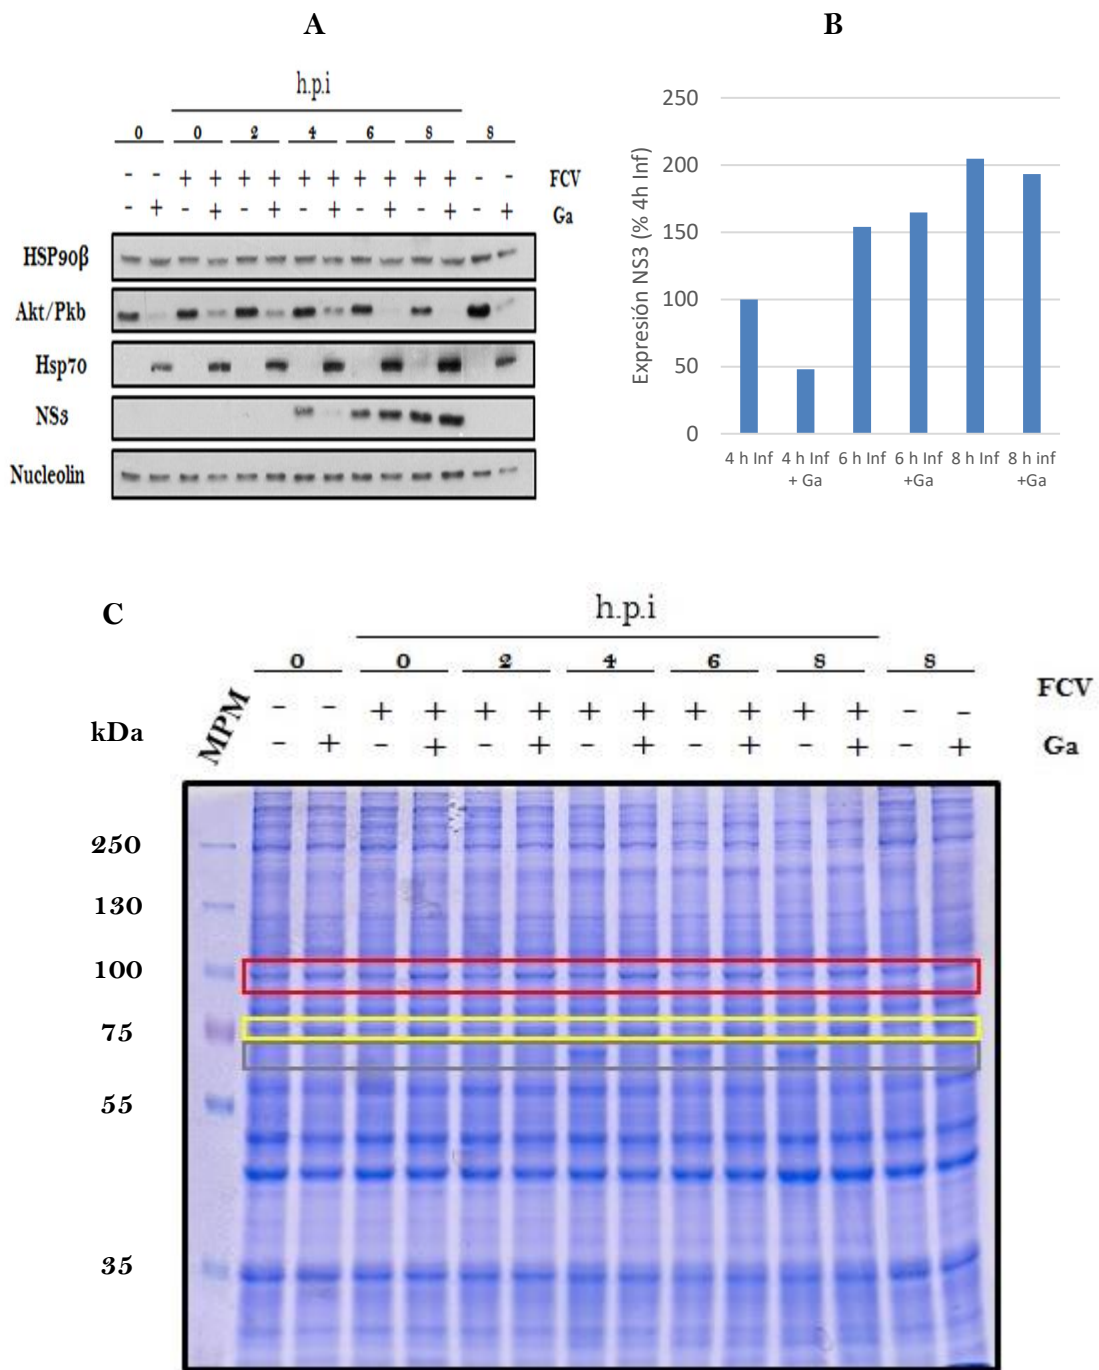 A
h.p.i
0 0 2 4 6 8 8
- - + + + + + + + + + + - - FCV
- + - + - + - + - + - + - + Ga
HSP90β
Akt/Pkb
Hsp70
NS3
Nucleolin
B
Expresión NS3 (% 4h Inf)
250
200
150
100
50
0
4 h Inf
4 h Inf + Ga
6 h Inf
6 h Inf +Ga
8 h Inf
8 h inf +Ga
C
h.p.i
0 0 2 4 6 8 8
FCV
- - + + + + + + + + + + - -
kDa
MPM
- + - + - + - + - + - + - + Ga
250
130
100
75
55
35